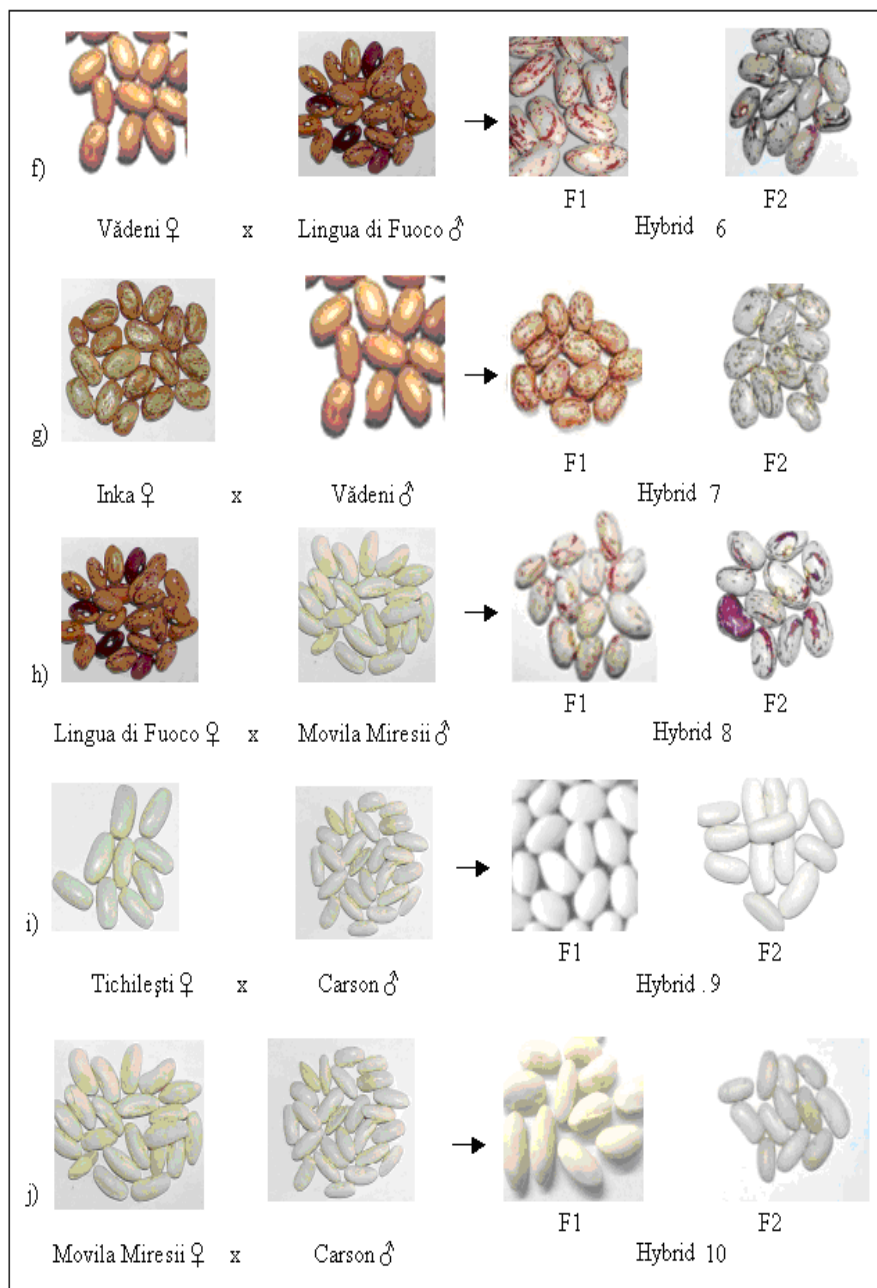 F1 F2
f)
Vădeni ♀ x Lingua di Fuoco ♂ Hybrid 6
g)
F1 F2
Inka ♀ x Vădeni ♂ Hybrid 7
h)
F1 F2
Lingua di Fuoco ♀ x Movila Miresii ♂ Hybrid 8
i)
F1 F2
Tichileşti ♀ x Carson ♂ Hybrid . 9
j)
F1 F2
Movila Miresii ♀ x Carson ♂ Hybrid 10